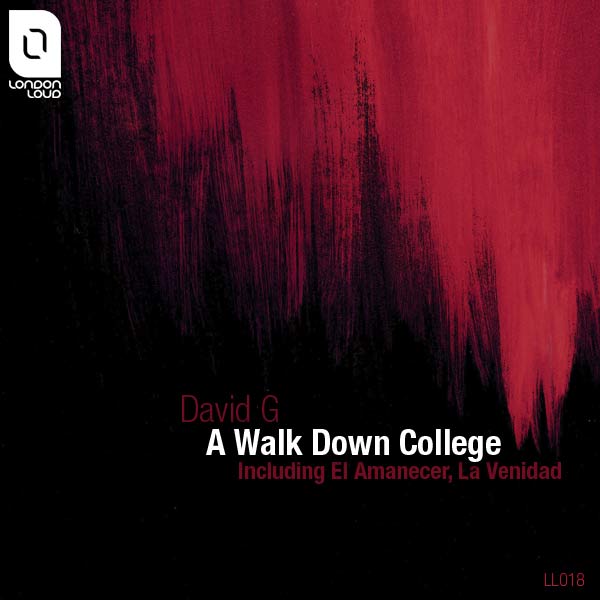 LONDON
LOUD
David G
A Walk Down College
Including El Amanecer, La Venidad
LL018